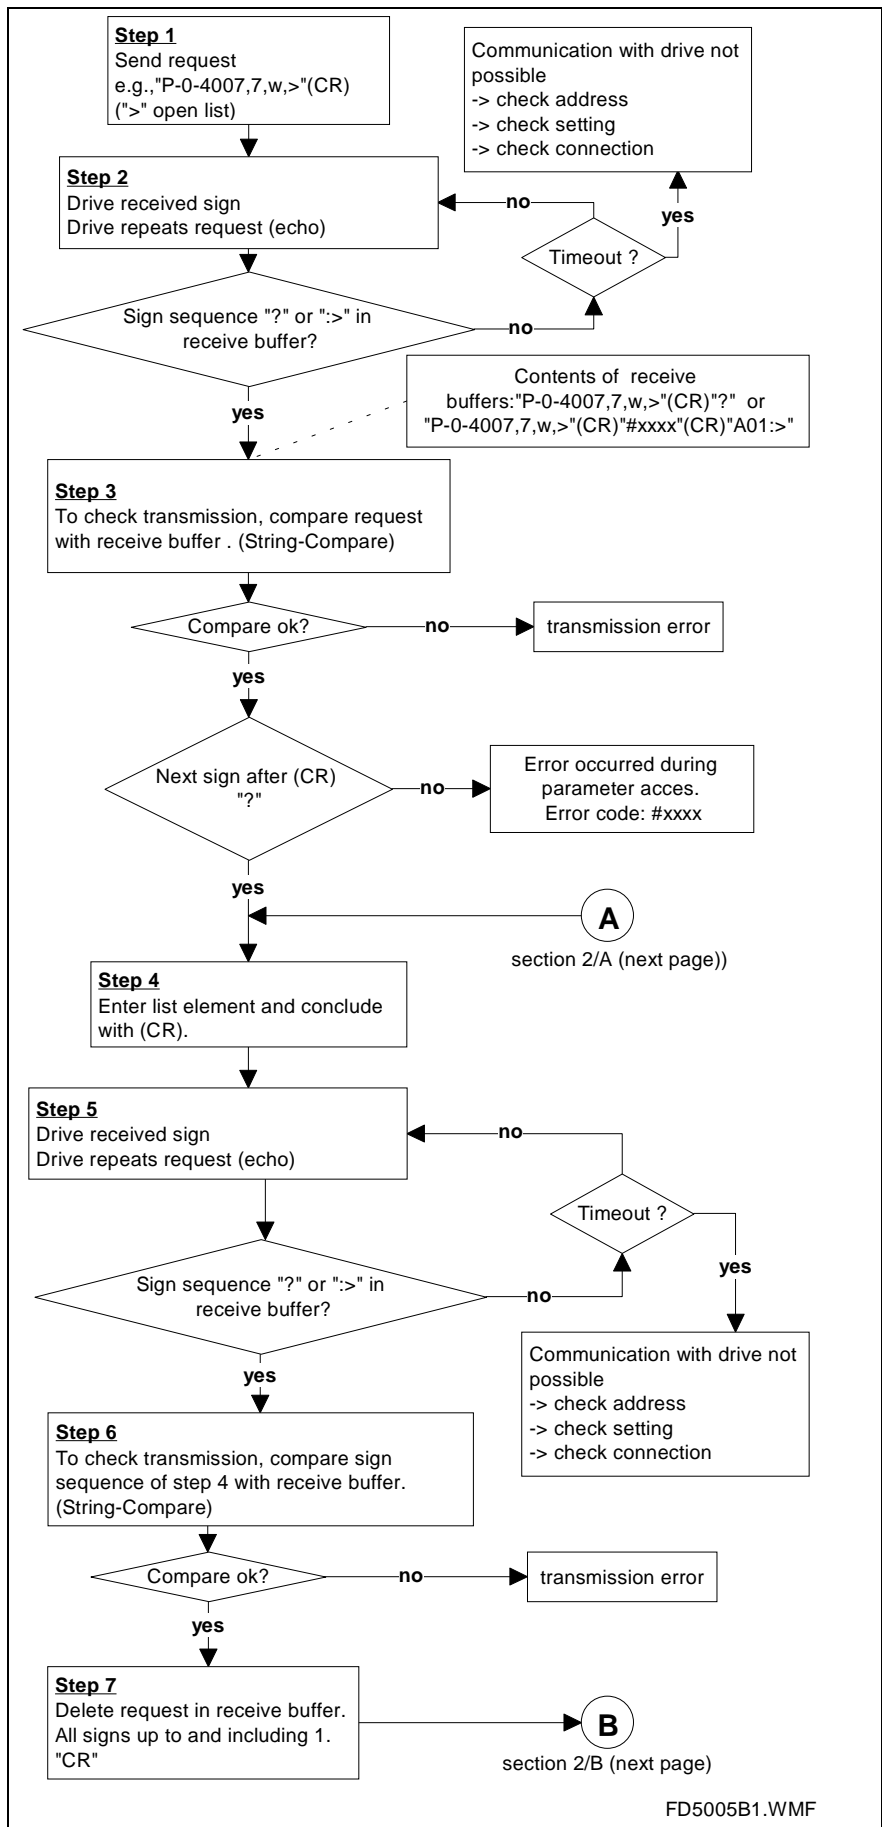 Step 1
Send request
e.g.,"P-0-4007,7,w,>"(CR)
(">" open list)
Communication with drive not
possible
-> check address
-> check setting
-> check connection
Step 2
Drive received sign
Drive repeats request (echo)
no
yes
Timeout ?
Sign sequence "?" or ":>" in
receive buffer?
no
yes
Contents of  receive
buffers:"P-0-4007,7,w,>"(CR)"?"  or
"P-0-4007,7,w,>"(CR)"#xxxx"(CR)"A01:>"
Step 3
To check transmission, compare request
with receive buffer . (String-Compare)
Compare ok?
no
transmission error
yes
Next sign after (CR)
"?"
no
Error occurred during
parameter acces.
Error code: #xxxx
yes
A
section 2/A (next page))
Step 4
Enter list element and conclude
with (CR).
Step 5
Drive received sign
Drive repeats request (echo)
no
Timeout ?
yes
Sign sequence "?" or ":>" in
receive buffer?
no
yes
Communication with drive not
possible
-> check address
-> check setting
-> check connection
Step 6
To check transmission, compare sign
sequence of step 4 with receive buffer.
(String-Compare)
Compare ok?
no
transmission error
yes
Step 7
Delete request in receive buffer.
All signs up to and including 1.
"CR"
B
section 2/B (next page)
FD5005B1.WMF